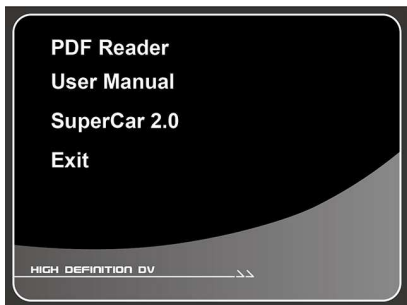 PDF Reader
User Manual
SuperCar 2.0
Exit
HIGH DEFINITION DV